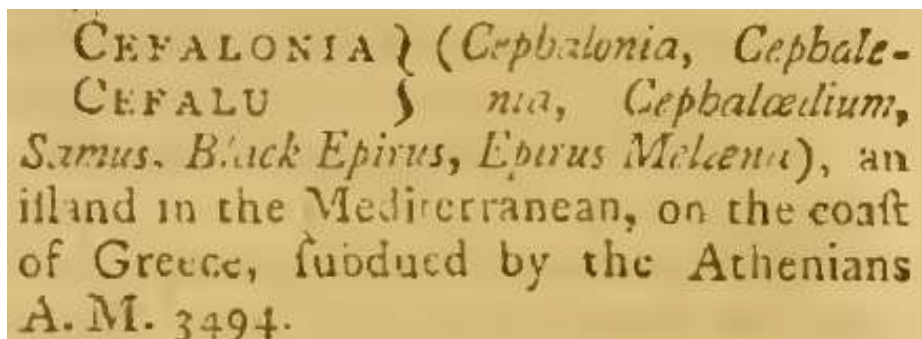 CEFALONIA } (Cephalonia, Cephale-
CEFALU } nia, Cephalædium,
Samus, Black Epirus, Epirus Melæna), an
iſland in the Mediterranean, on the coaſt
of Greece, ſubdued by the Athenians
A. M. 3494.